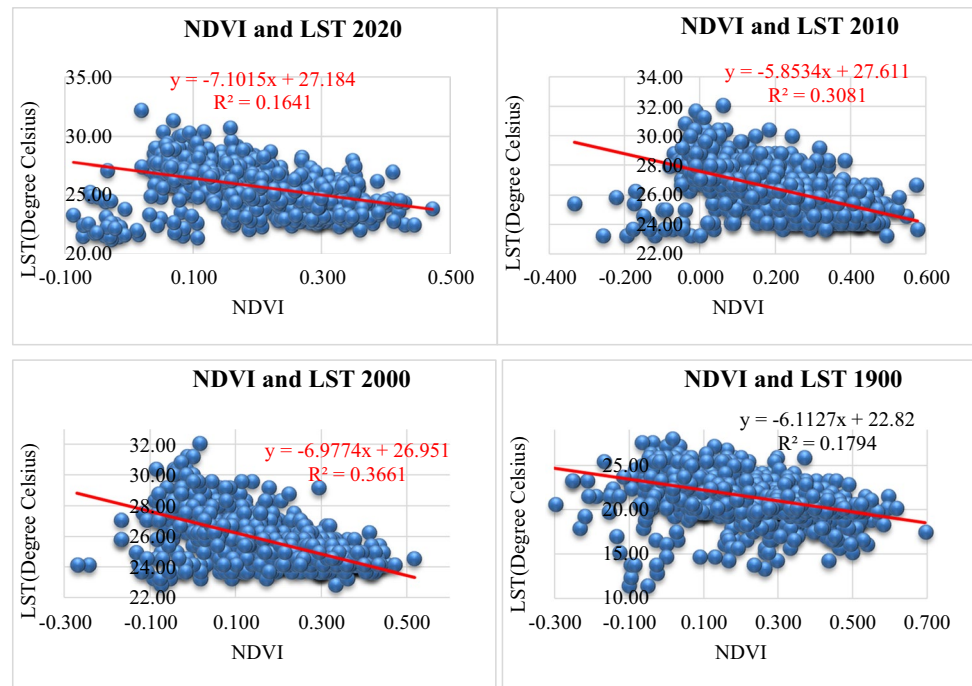 NDVI and LST 2020
y = -7.1015x + 27.184
R² = 0.1641
LST(Degree Celsius)
35.00
30.00
25.00
20.00
-0.100 0.100 0.300 0.500
NDVI
NDVI and LST 2010
y = -5.8534x + 27.611
R² = 0.3081
LST(Degree Celsius)
34.00
32.00
30.00
28.00
26.00
24.00
22.00
-0.400 -0.200 0.000 0.200 0.400 0.600
NDVI
NDVI and LST 2000
y = -6.9774x + 26.951
R² = 0.3661
LST(Degree Celsius)
32.00
30.00
28.00
26.00
24.00
22.00
-0.300 -0.100 0.100 0.300 0.500
NDVI
NDVI and LST 1900
y = -6.1127x + 22.82
R² = 0.1794
LST(Degree Celsius)
25.00
20.00
15.00
10.00
-0.300 -0.100 0.100 0.300 0.500 0.700
NDVI